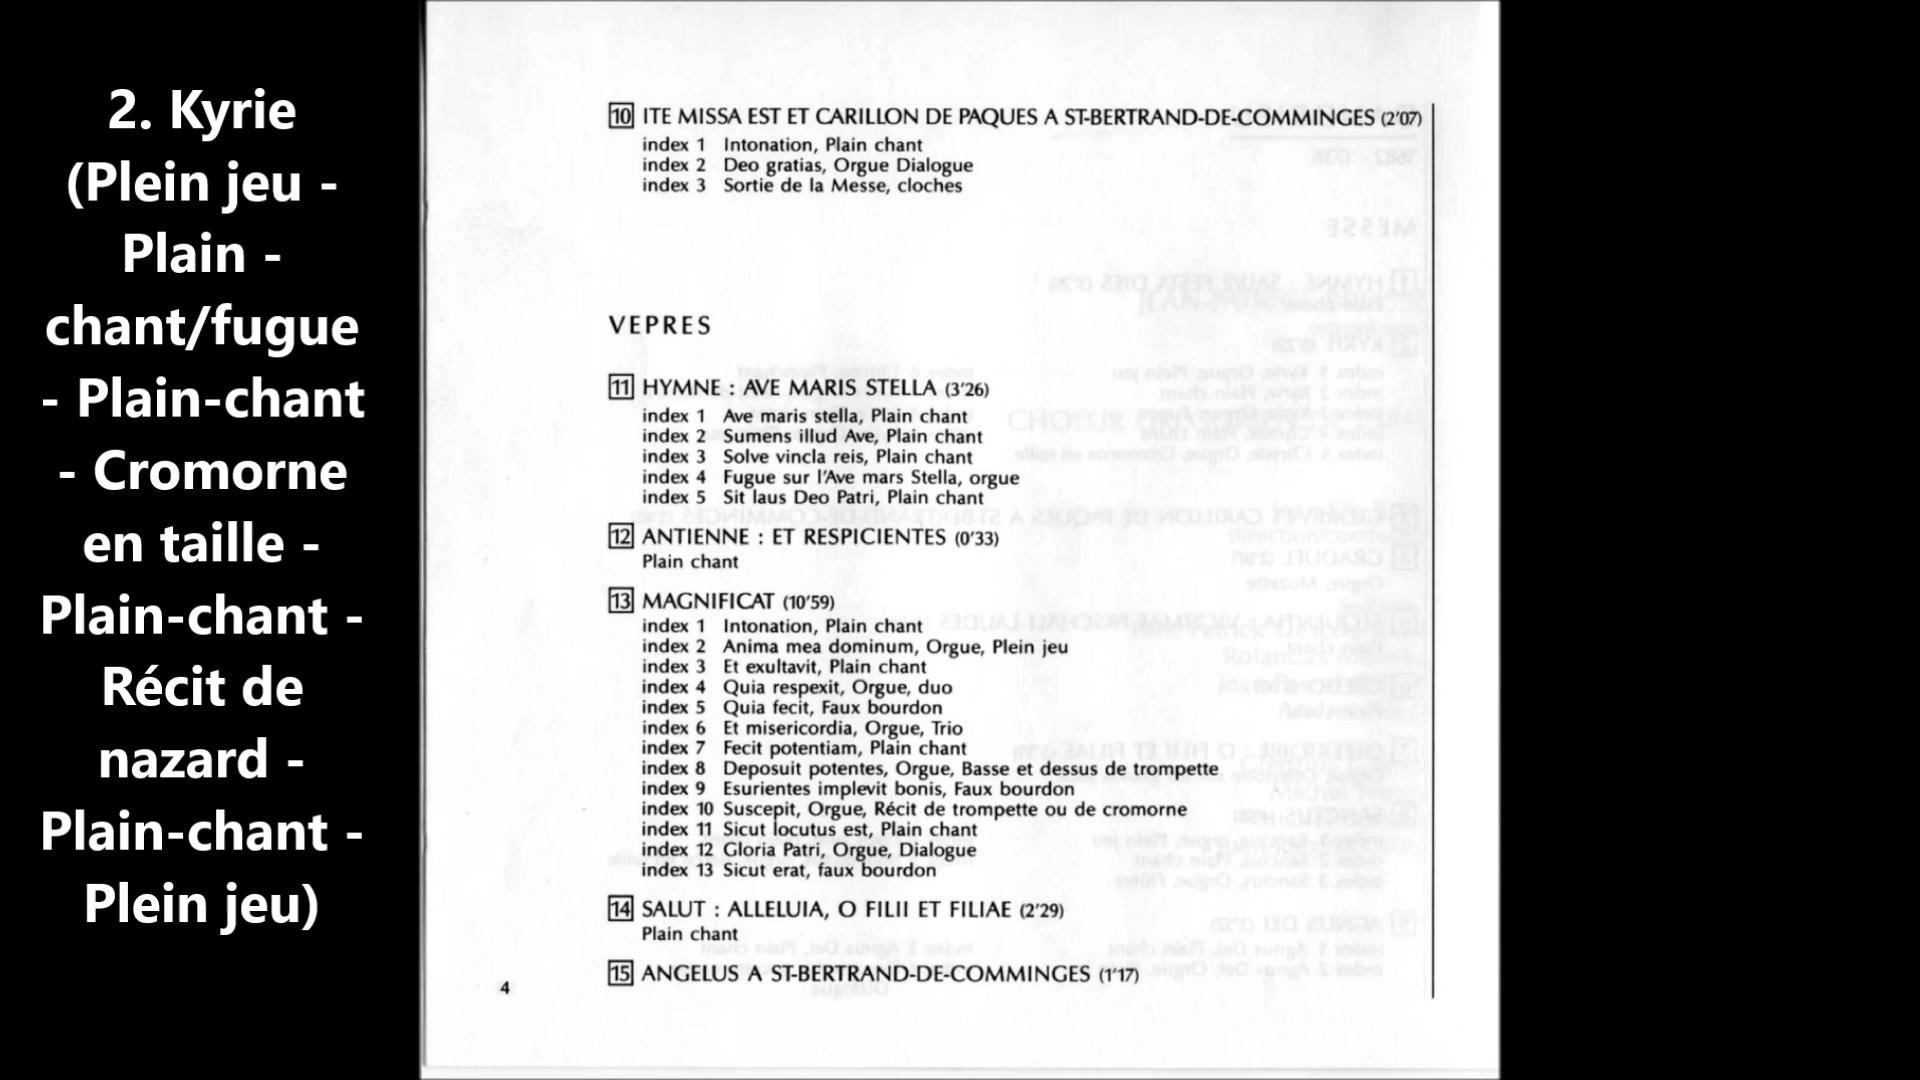 2. Kyrie
(Plein jeu -
Plain -
chant/fugue
- Plain-chant
- Cromorne
en taille -
Plain-chant -
Récit de
nazard -
Plain-chant -
Plein jeu)
10 ITE MISSA EST ET CARILLON DE PAQUES A ST-BERTRAND-DE-COMMINGES (2'07)
index 1 Intonation, Plain chant
index 2 Deo gratias, Orgue Dialogue
index 3 Sortie de la Messe, cloches
VEPRES
11 HYMNE : AVE MARIS STELLA (3'26)
index 1 Ave maris stella, Plain chant
index 2 Sumens illud Ave, Plain chant
index 3 Solve vincla reis, Plain chant
index 4 Fugue sur l'Ave mars Stella, orgue
index 5 Sit laus Deo Patri, Plain chant
12 ANTIENNE : ET RESPICIENTES (0'33)
Plain chant
13 MAGNIFICAT (10'59)
index 1 Intonation, Plain chant
index 2 Anima mea dominum, Orgue, Plein jeu
index 3 Et exultavit, Plain chant
index 4 Quia respexit, Orgue, duo
index 5 Quia fecit, Faux bourdon
index 6 Et misericordia, Orgue, Trio
index 7 Fecit potentiam, Plain chant
index 8 Deposuit potentes, Orgue, Basse et dessus de trompette
index 9 Esurientes implevit bonis, Faux bourdon
index 10 Suscepit, Orgue, Récit de trompette ou de cromorne
index 11 Sicut locutus est, Plain chant
index 12 Gloria Patri, Orgue, Dialogue
index 13 Sicut erat, faux bourdon
14 SALUT : ALLELUIA, O FILII ET FILIAE (2'29)
Plain chant
15 ANGELUS A ST-BERTRAND-DE-COMMINGES (1'17)
4